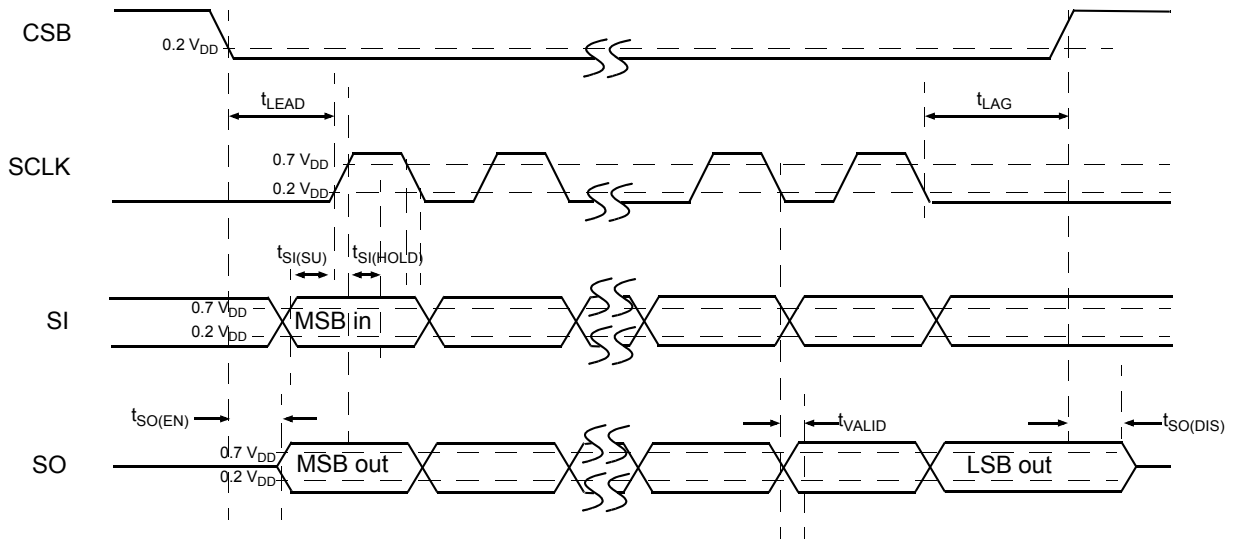 CSB
0.2 VDD
tLEAD
tLAG
SCLK
0.7 VDD
0.2 VDD
tSI(SU)
tSI(HOLD)
SI
0.7 VDD
0.2 VDD
MSB in
tSO(EN)
tVALID
tSO(DIS)
SO
0.7 VDD
0.2 VDD
MSB out
LSB out